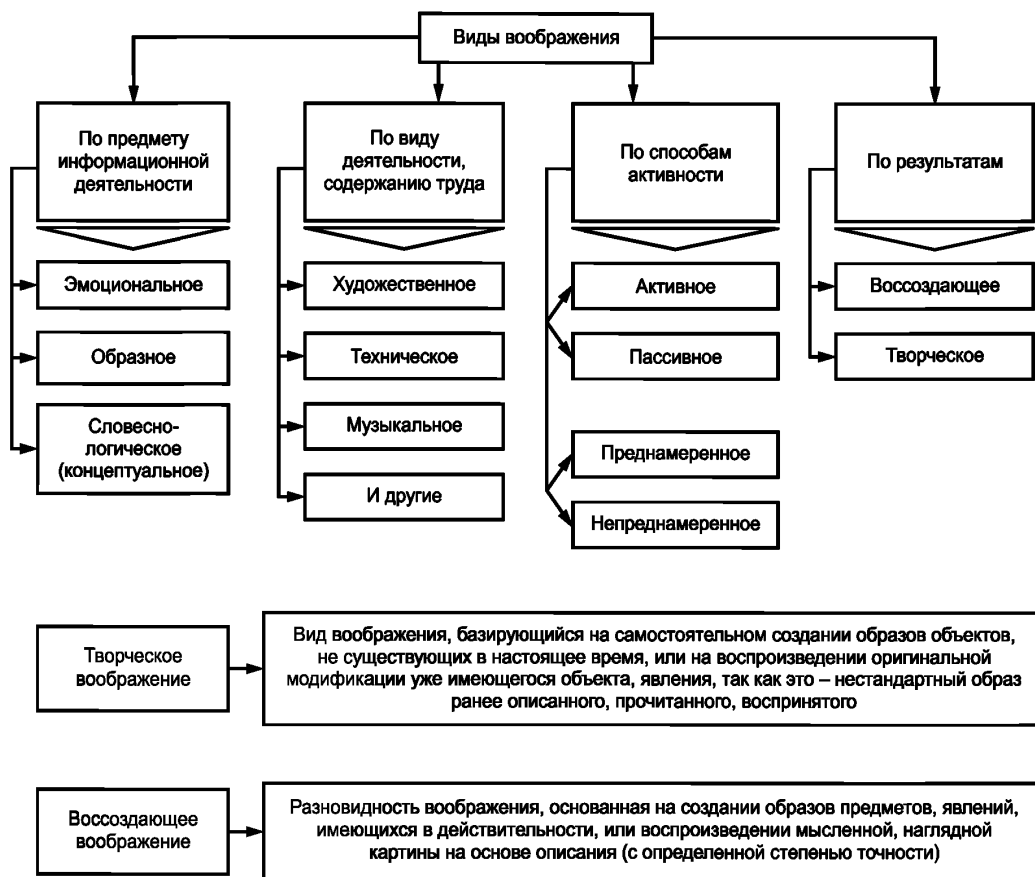 Виды воображения
По предмету
информационной
деятельности
Эмоциональное
Образное
Словесно-
логическое
(концептуальное)
По виду
деятельности,
содержанию труда
Художественное
Техническое
Музыкальное
И другие
По способам
активности
Активное
Пассивное
Преднамеренное
Непреднамеренное
По результатам
Воссоздающее
Творческое
Творческое
воображение
Вид воображения, базирующийся на самостоятельном создании образов объектов,
не существующих в настоящее время, или на воспроизведении оригинальной
модификации уже имеющегося объекта, явления, так как это – нестандартный образ
ранее описанного, прочитанного, воспринятого
Воссоздающее
воображение
Разновидность воображения, основанная на создании образов предметов, явлений,
имеющихся в действительности, или воспроизведении мысленной, наглядной
картины на основе описания (с определенной степенью точности)